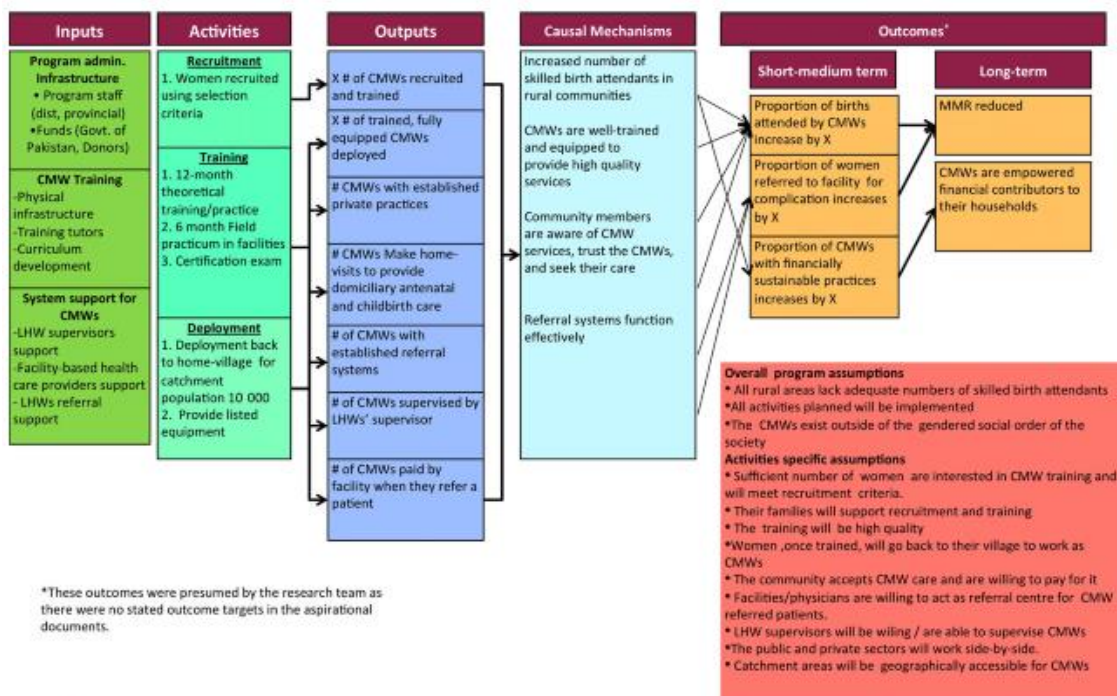 Inputs
Program admin.
Infrastructure
• Program staff
(dist, provincial)
•Funds (Govt. of
Pakistan, Donors)
CMW Training
-Physical
infrastructure
-Training tutors
-Curriculum
development
System support for
CMWs
-LHW supervisors
support
-Facility-based health
care providers support
- LHWs referral
support
Activities
Recruitment
1. Women recruited
using selection
criteria
Training
1. 12-month
theoretical
training/practice
2. 6 month Field
practicum in facilities
3. Certification exam
Deployment
1. Deployment back
to home-village for
catchment
population 10 000
2. Provide listed
equipment
Outputs
X # of CMWs recruited
and trained
X # of trained, fully
equipped CMWs
deployed
# CMWs with established
private practices
# CMWs Make home-
visits to provide
domiciliary antenatal
and childbirth care
# of CMWs with
established referral
systems
# of CMWs supervised by
LHWs' supervisor
# of CMWs paid by
facility when they refer a
patient
Causal Mechanisms
Increased number of
skilled birth attendants in
rural communities
CMWs are well-trained
and equipped to
provide high quality
services
Community members
are aware of CMW
services, trust the CMWs,
and seek their care
Referral systems function
effectively
Outcomes*
Short-medium term
Proportion of births
attended by CMWs
increase by X
Proportion of women
referred to facility for
complication increases
by X
Proportion of CMWs
with financially
sustainable practices
increases by X
Long-term
MMR reduced
CMWs are empowered
financial contributors to
their households
Overall program assumptions
• All rural areas lack adequate numbers of skilled birth attendants
•All activities planned will be implemented
•The CMWs exist outside of the gendered social order of the
society
Activities specific assumptions
• Sufficient number of women are interested in CMW training and
will meet recruitment criteria.
• Their families will support recruitment and training
• The training will be high quality
•Women ,once trained, will go back to their village to work as
CMWs
• The community accepts CMW care and are willing to pay for it
• Facilities/physicians are willing to act as referral centre for CMW
referred patients.
• LHW supervisors will be wiling / are able to supervise CMWs
•The public and private sectors will work side-by-side.
• Catchment areas will be geographically accessible for CMWs
*These outcomes were presumed by the research team as
there were no stated outcome targets in the aspirational
documents.